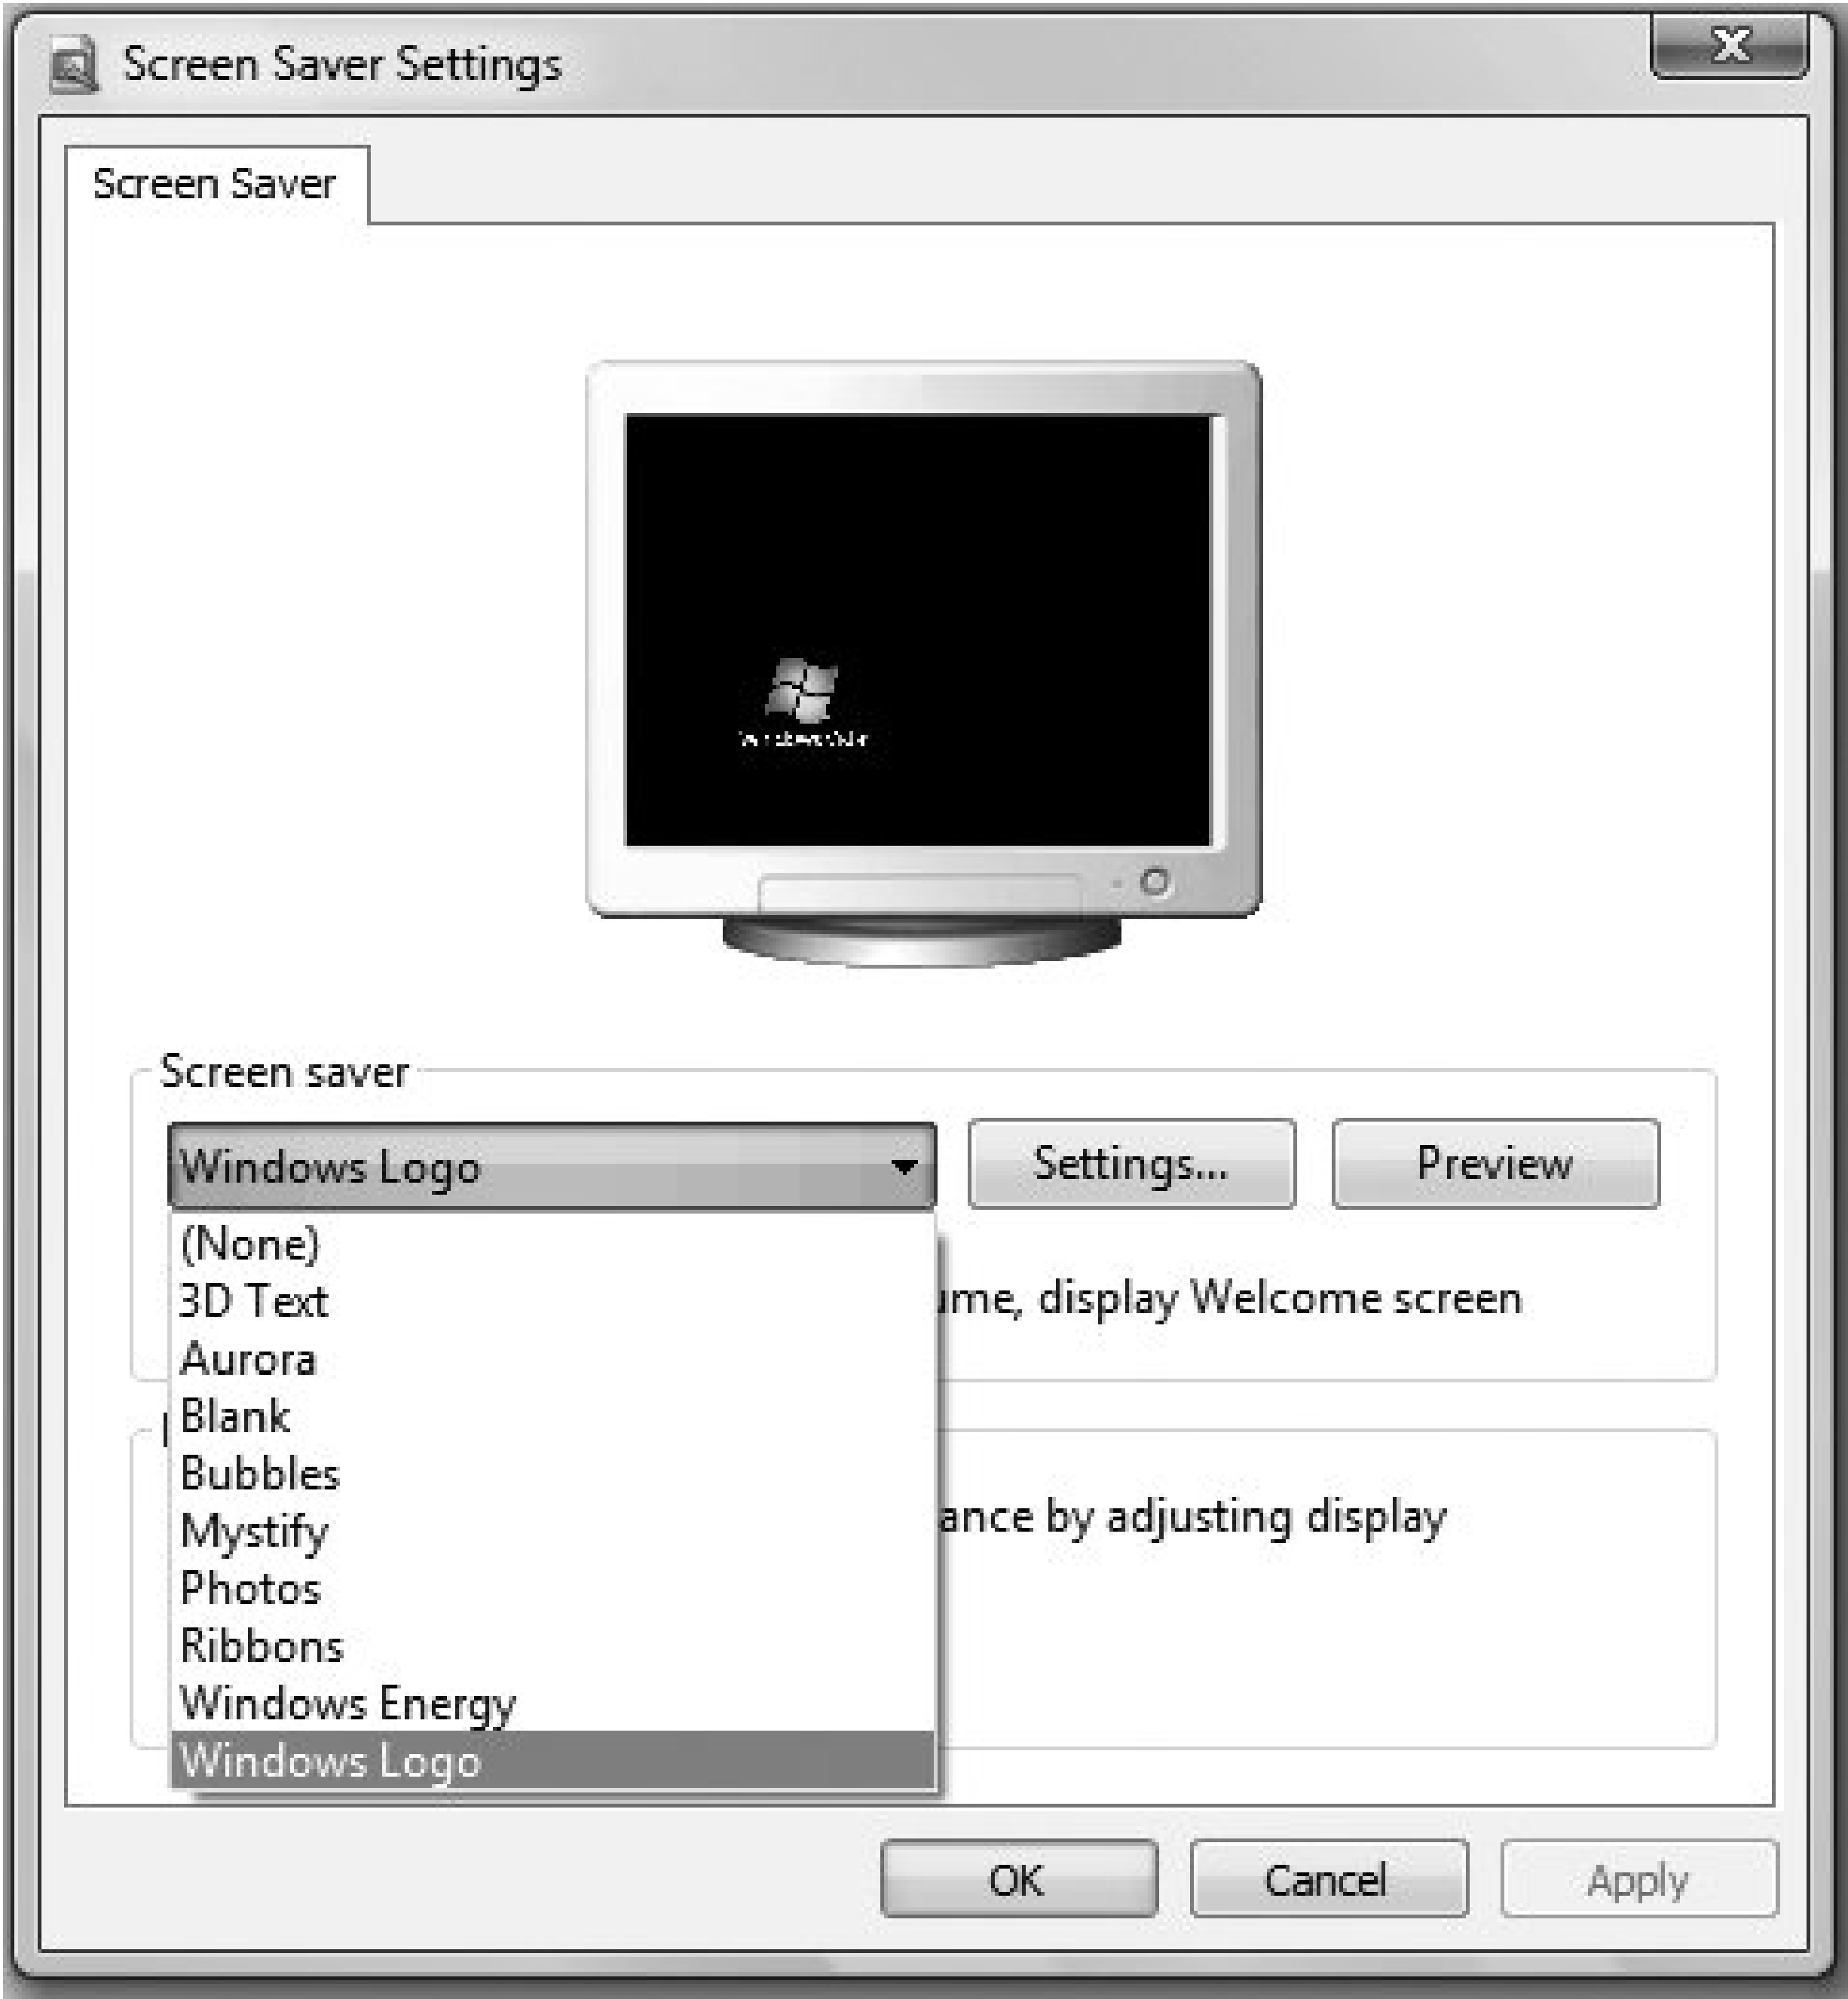 Screen Saver Settings
Screen Saver
Screen saver
Windows Logo
Settings...
Preview
(None)
3D Text
Aurora
Blank
Bubbles
Mystify
Photos
Ribbons
Windows Energy
Windows Logo
ume, display Welcome screen
ance by adjusting display
OK
Cancel
Apply